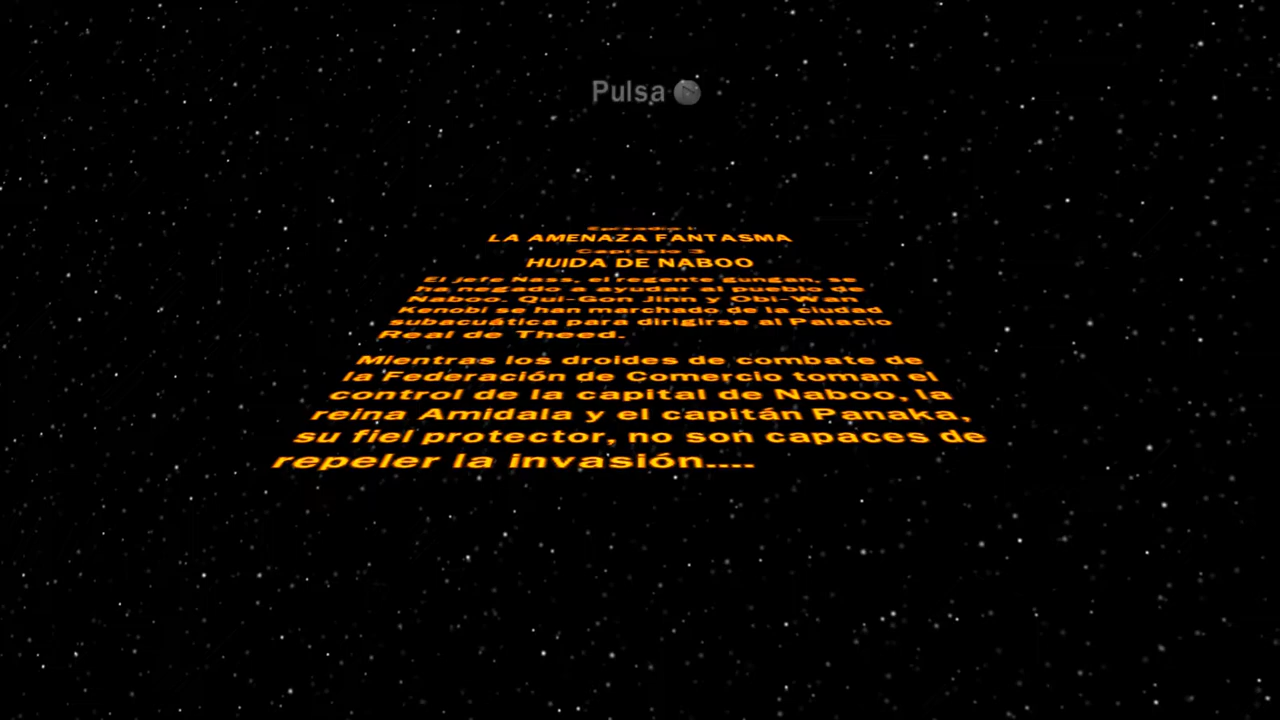 Pulsa
Episodio I:
LA AMENAZA FANTASMA
Capítulo 3
HUIDA DE NABOO
El jefe Nass, el regente gungan, se
ha negado a ayudar al pueblo de
Naboo. Qui-Gon Jinn y Obi-Wan
Kenobi se han marchado de la ciudad
subacuática para dirigirse al Palacio
Real de Theed.
Mientras los droides de combate de
la Federación de Comercio toman el
control de la capital de Naboo, la
reina Amidala y el capitán Panaka,
su fiel protector, no son capaces de
repeler la invasión....